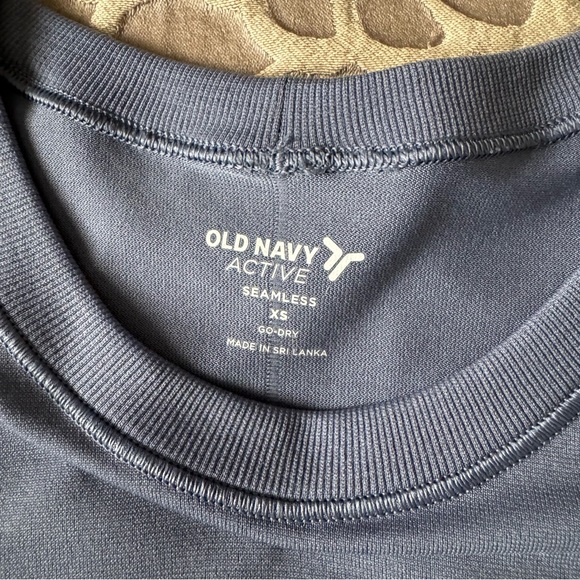 OLD NAVY
ACTIVE
SEAMLESS
XS
GO-DRY
MADE IN SRI LANKA